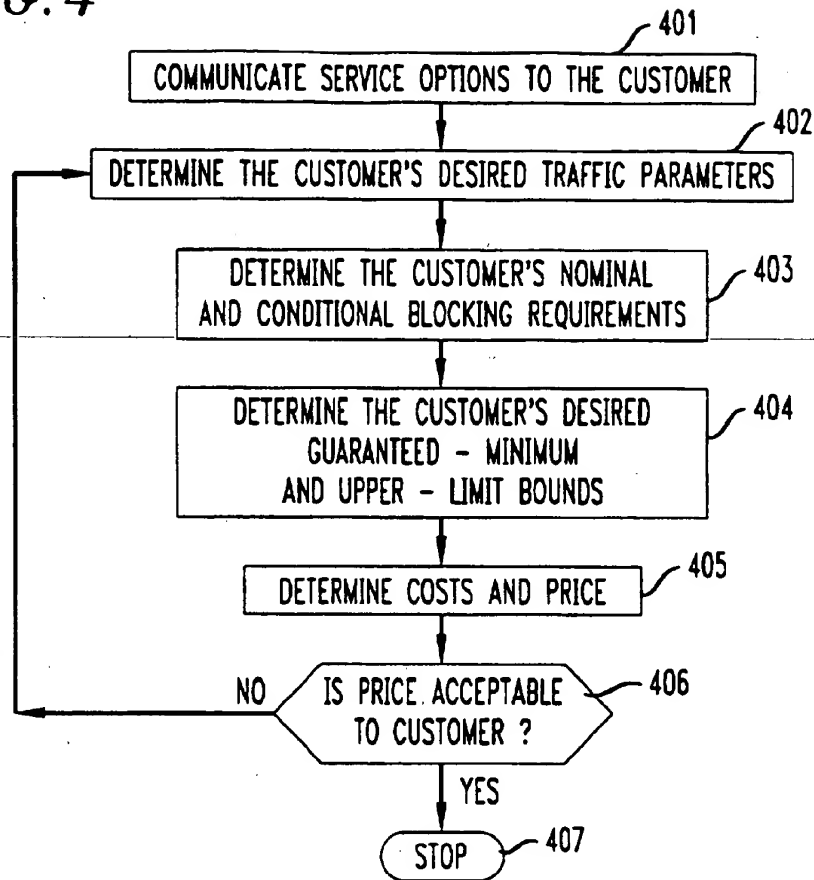 401
COMMUNICATE SERVICE OPTIONS TO THE CUSTOMER
402
DETERMINE THE CUSTOMER'S DESIRED TRAFFIC PARAMETERS
DETERMINE THE CUSTOMER'S NOMINAL
AND CONDITIONAL BLOCKING REQUIREMENTS
403
DETERMINE THE CUSTOMER'S DESIRED
GUARANTEED - MINIMUM
AND UPPER - LIMIT BOUNDS
404
DETERMINE COSTS AND PRICE
405
NO
IS PRICE ACCEPTABLE
TO CUSTOMER ?
406
YES
STOP
407